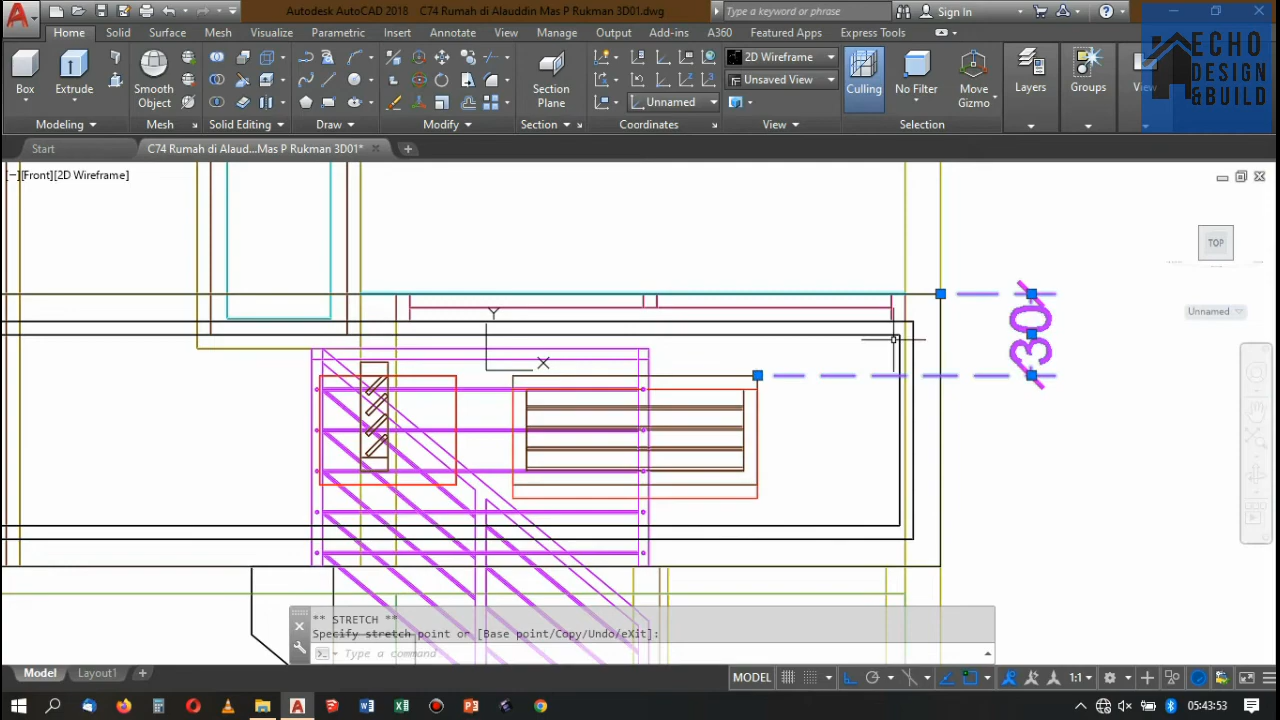 Autodesk AutoCAD 2018 C74 Rumah di Alauddin Mas P Rukman 3D01.dwg
Type a keyword or phrase
Sign In
Home Solid Surface Mesh Visualize Parametric Insert Annotate View Manage Output Add-ins A360 Featured Apps Express Tools
ECHO
DESIGN
&BUILD
Box
Extrude
Smooth
Object
Section
Plane
2D Wireframe
Unsaved View
Unnamed
Culling
No Filter
Move
Gizmo
Layers
Groups
Modeling
Mesh
Solid Editing
Draw
Modify
Section
Coordinates
View
Selection
Start
C74 Rumah di Alaud...Mas P Rukman 3D01*
[−][Front][2D Wireframe]
TOP
Unnamed
Y
X
** STRETCH **
Specify stretch point or [Base point/Copy/Undo/eXit]:
Type a command
Model
Layout1
MODEL
1:1
05:43:53